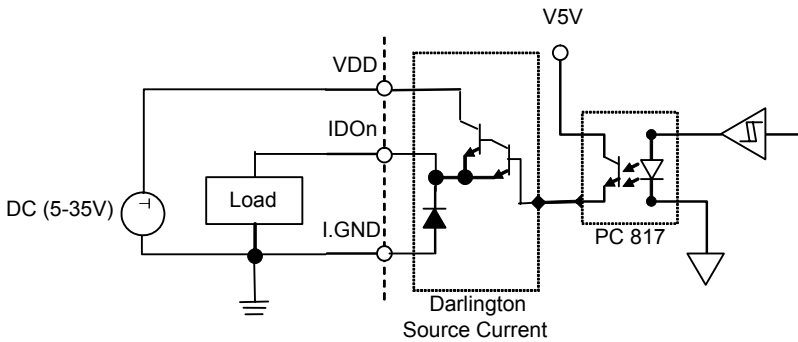 V5V
VDD
IDOn
Load
DC (5-35V)
I.GND
PC 817
Darlington
Source Current